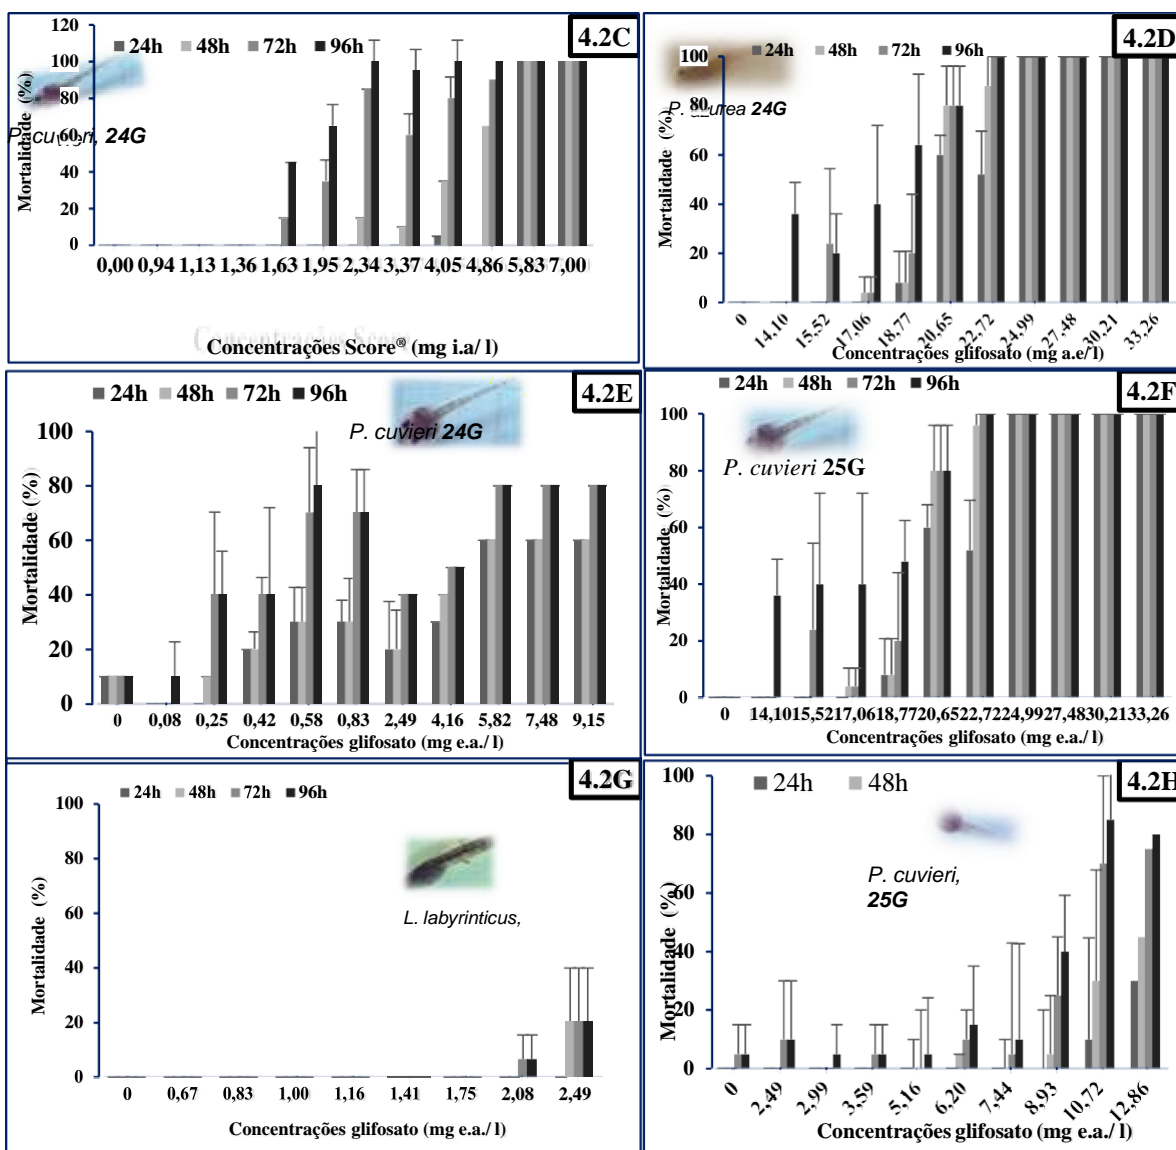 4.2C
24h 48h 72h 96h
Mortalidade (%)
120
100
80
60
40
20
0
P. cuvieri, 24G
0,00 0,94 1,13 1,36 1,63 1,95 2,34 3,37 4,05 4,86 5,83 7,00
Concentrações Score
Concentrações Score® (mg i.a/ l)
4.2D
24h 48h 72h 96h
Mortalidade (%)
100
80
60
40
20
0
P. azurea 24G
0 14,10 15,52 17,06 18,77 20,65 22,72 24,99 27,48 30,21 33,26
Concentrações glifosato (mg a.e/l)
4.2E
24h 48h 72h 96h
Mortalidade (%)
100
80
60
40
20
0
P. cuvieri 24G
0 0,08 0,25 0,42 0,58 0,83 2,49 4,16 5,82 7,48 9,15
Concentrações glifosato (mg e.a./ l)
4.2F
24h 48h 72h 96h
Mortalidade (%)
100
80
60
40
20
0
P. cuvieri 25G
0 14,10 15,52 17,06 18,77 20,65 22,72 24,99 27,48 30,21 33,26
Concentrações glifosato (mg e.a./ l)
4.2G
24h 48h 72h 96h
Mortalidade (%)
100
80
60
40
20
0
L. labyrinticus,
0 0,67 0,83 1,00 1,16 1,41 1,75 2,08 2,49
Concentrações glifosato (mg e.a./ l)
4.2H
24h 48h
Mortalidade (%)
100
80
60
40
20
0
P. cuvieri,
25G
0 2,49 2,99 3,59 5,16 6,20 7,44 8,93 10,72 12,86
Concentrações glifosato (mg e.a./ l)